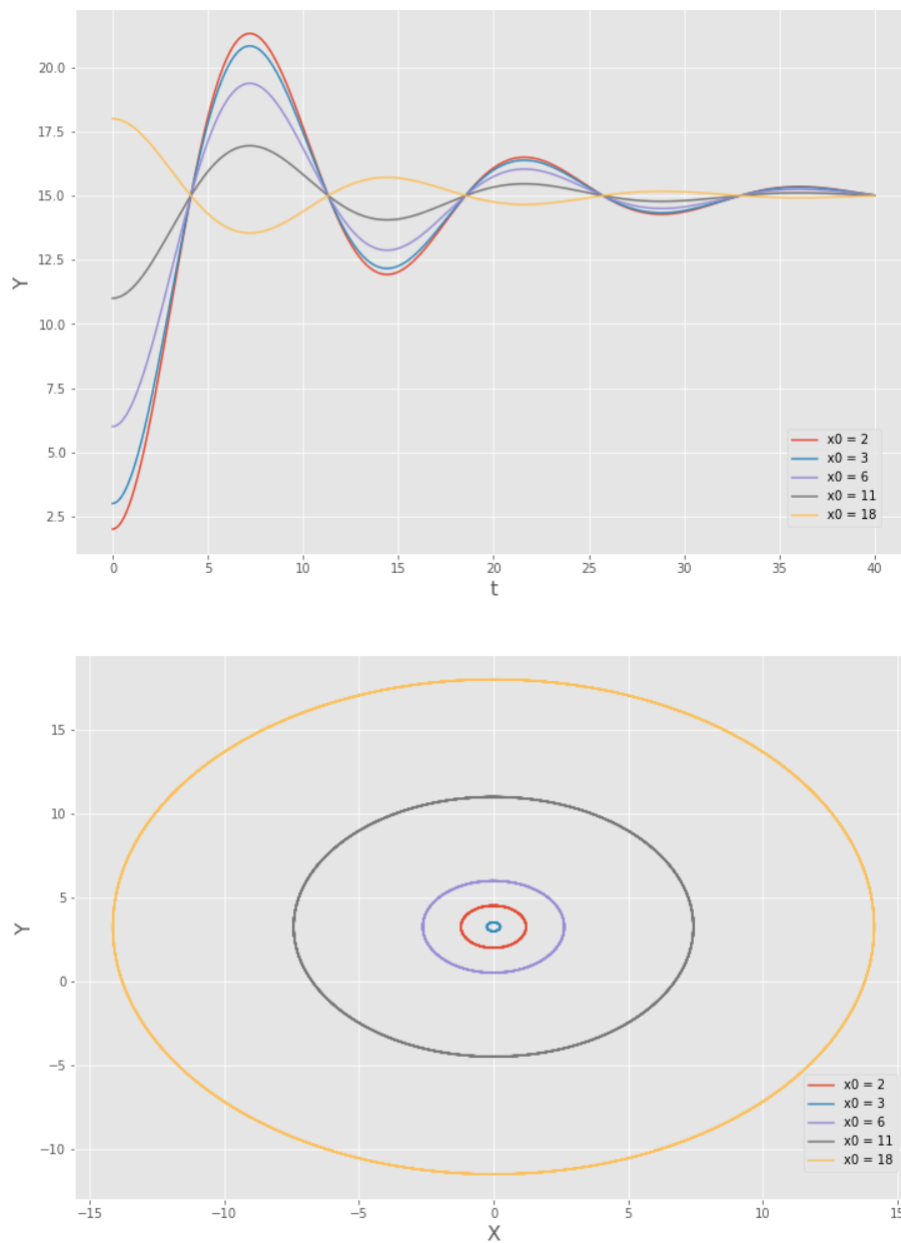 20.0
17.5
15.0
12.5
10.0
7.5
5.0
2.5
Y
x0 = 2
x0 = 3
x0 = 6
x0 = 11
x0 = 18
0 5 10 15 20 25 30 35 40
t
15
10
5
0
−5
−10
Y
x0 = 2
x0 = 3
x0 = 6
x0 = 11
x0 = 18
−15 −10 −5 0 5 10 15
X